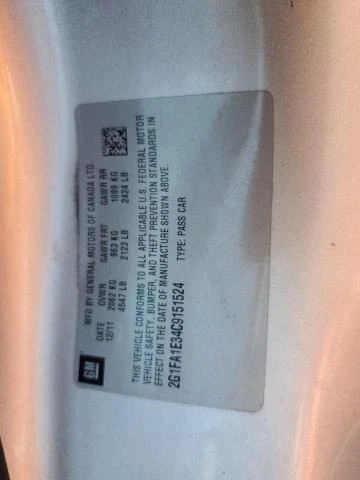 GM
MFD BY GENERAL MOTORS OF CANADA LTD.
DATE GVWR GAWR FRT GAWR RR
12/11 2062 KG 963 KG 1099 KG
4547 LB 2123 LB 2424 LB
THIS VEHICLE CONFORMS TO ALL APPLICABLE U.S. FEDERAL MOTOR
VEHICLE SAFETY, BUMPER, AND THEFT PREVENTION STANDARDS IN
EFFECT ON THE DATE OF MANUFACTURE SHOWN ABOVE.
2G1FA1E34C9151524 TYPE: PASS CAR